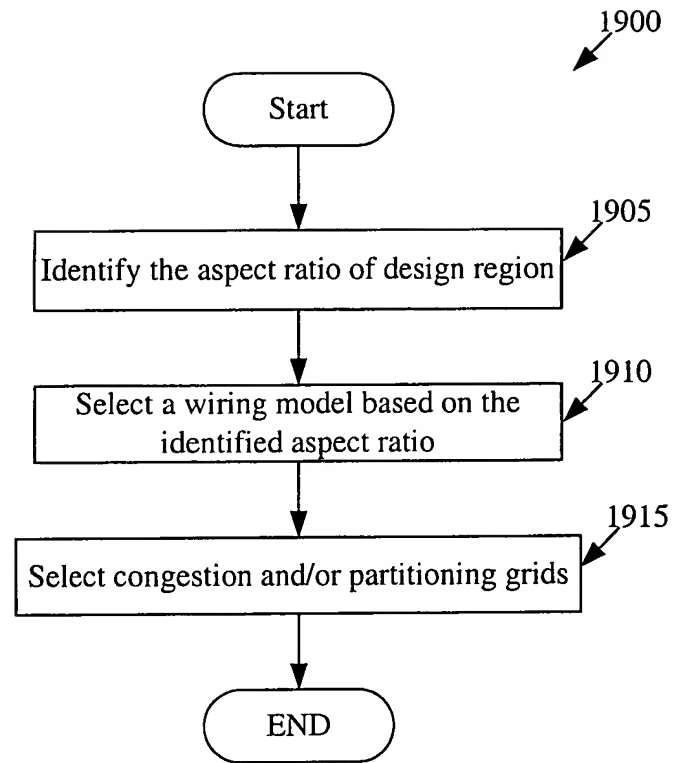 1900
Start
1905
Identify the aspect ratio of design region
1910
Select a wiring model based on the
identified aspect ratio
1915
Select congestion and/or partitioning grids
END